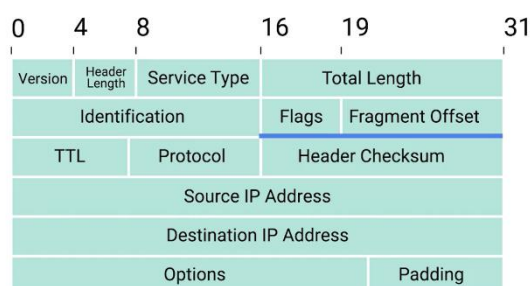 0 4 8 16 19 31
Version Header Length Service Type Total Length
Identification Flags Fragment Offset
TTL Protocol Header Checksum
Source IP Address
Destination IP Address
Options Padding